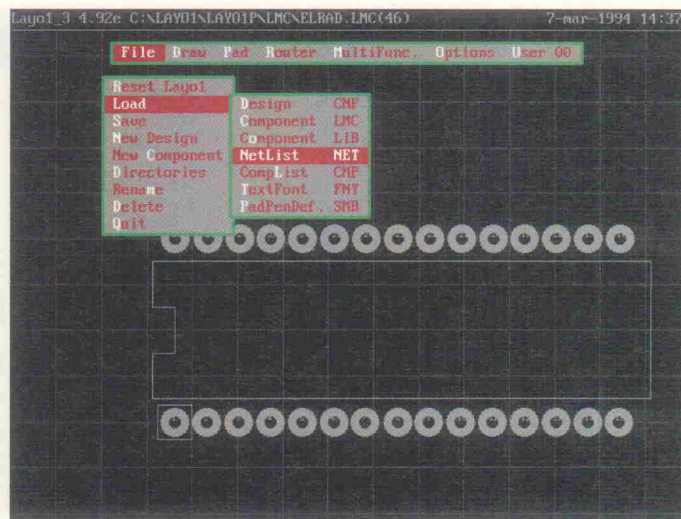 Layo1_3 4.92e C:\LAYO1\LAYO1P\LMC\ELRAD.LMC(46) 7-mar-1994 14:37
File Draw Pad Router MultiFunc. Options User 00
Reset Layo1
Load
Save
New Design
New Component
Directories
Rename
Delete
Quit
Design CMF
Component LMC
Component LIB
NetList NET
CompList CMP
TextFont FNT
PadPenDef. SMB